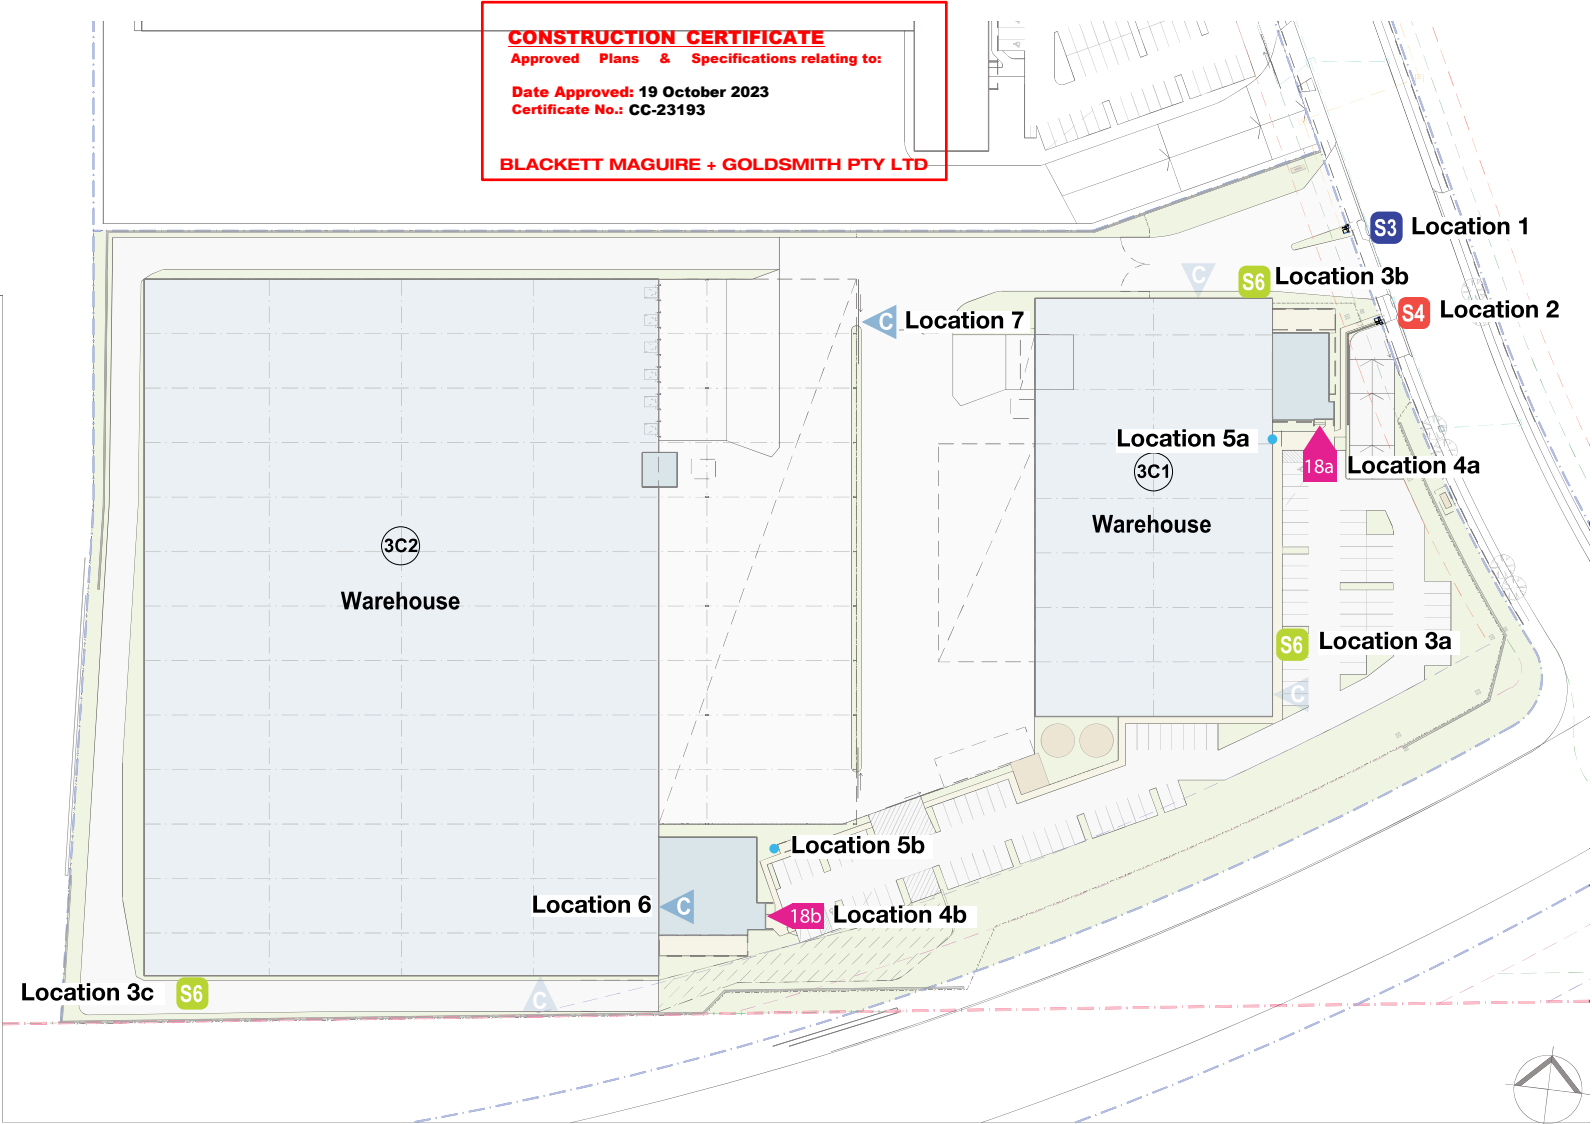 CONSTRUCTION CERTIFICATE
Approved Plans & Specifications relating to:
Date Approved: 19 October 2023
Certificate No.: CC-23193
BLACKETT MAGUIRE + GOLDSMITH PTY LTD
S3 Location 1
C
S6 Location 3b
S4 Location 2
C Location 7
Location 5a
18a Location 4a
3C1
Warehouse
3C2
Warehouse
S6 Location 3a
C
Location 5b
Location 6 C
18b Location 4b
Location 3c S6
C